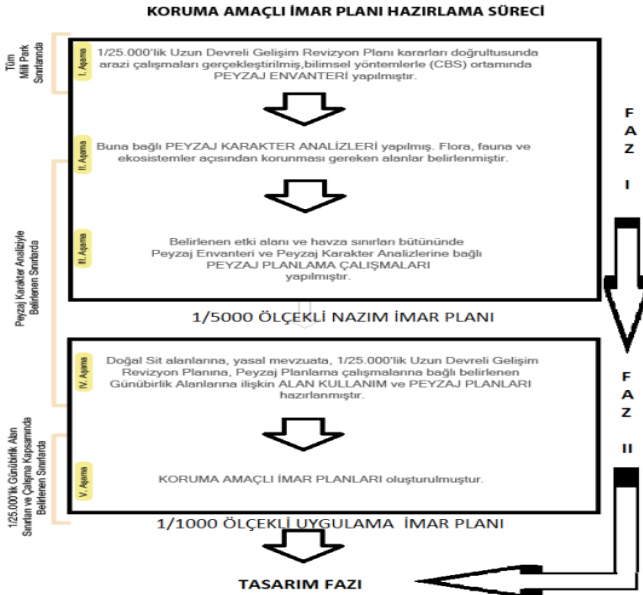 KORUMA AMAÇLI İMAR PLANI HAZIRLAMA SÜRECİ
Tüm
Milli Park
Sınırlarında
I. Aşama
1/25.000'lik Uzun Devreli Gelişim Revizyon Planı kararları doğrultusunda
arazi çalışmaları gerçekleştirilmiş,bilimsel yöntemlerle (CBS) ortamında
PEYZAJ ENVANTERİ yapılmıştır.
II. Aşama
Buna bağlı PEYZAJ KARAKTER ANALİZLERİ yapılmış. Flora, fauna ve
ekosistemler açısından korunması gereken alanlar belirlenmiştir.
Peyzaj Karakter Analiziyle
Belirlenen Sınırlarda
III. Aşama
Belirlenen etki alanı ve havza sınırları bütününde
Peyzaj Envanteri ve Peyzaj Karakter Analizlerine bağlı
PEYZAJ PLANLAMA ÇALIŞMALARI
yapılmıştır.
FAZ I
1/5000 ÖLÇEKLİ NAZIM İMAR PLANI
IV. Aşama
Doğal Sit alanlarına, yasal mevzuata, 1/25.000'lik Uzun Devreli Gelişim
Revizyon Planına, Peyzaj Planlama çalışmalarına bağlı belirlenen
Günübirlik Alanlarına ilişkin ALAN KULLANIM ve PEYZAJ PLANLARI
hazırlanmıştır.
FAZ II
1/25.000'lik Günübirlik Alan
Sınırları ve Çalışma Kapsamında
Belirlenen Sınırlarda
V. Aşama
KORUMA AMAÇLI İMAR PLANLARI oluşturulmuştur.
1/1000 ÖLÇEKLİ UYGULAMA İMAR PLANI
TASARIM FAZI